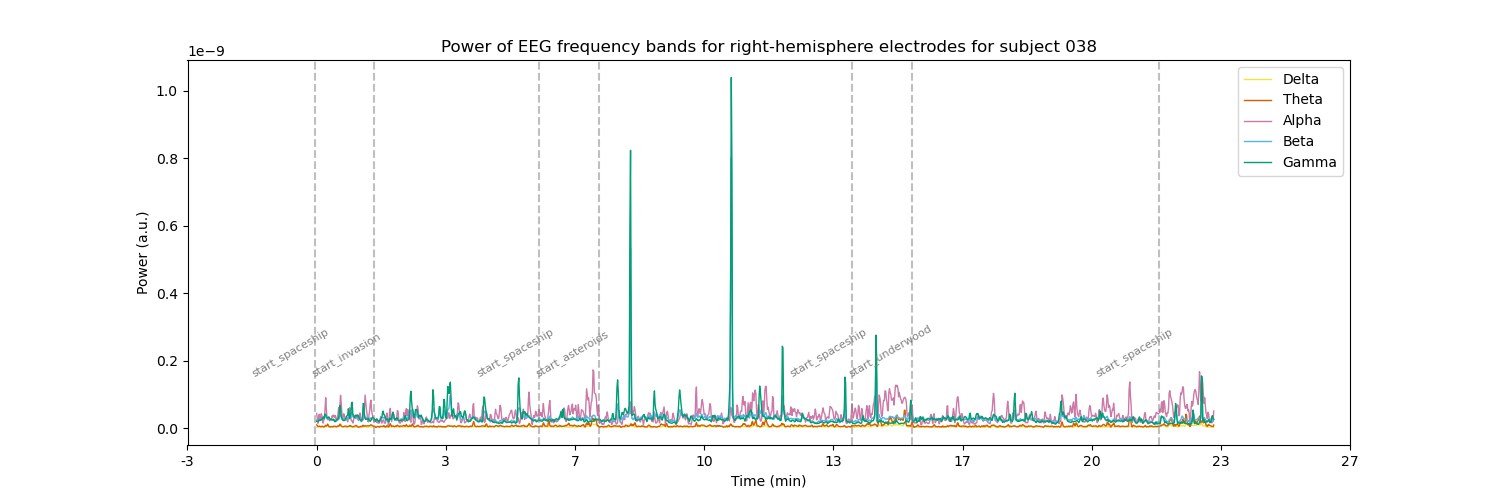 Power of EEG frequency bands for right-hemisphere electrodes for subject 038
1e−9
1.0
0.8
0.6
0.4
0.2
0.0
Power (a.u.)
Delta
Theta
Alpha
Beta
Gamma
start_spaceship
start_invasion
start_spaceship
start_asteroids
start_spaceship
start_underwood
start_spaceship
-3 0 3 7 10 13 17 20 23 27
Time (min)